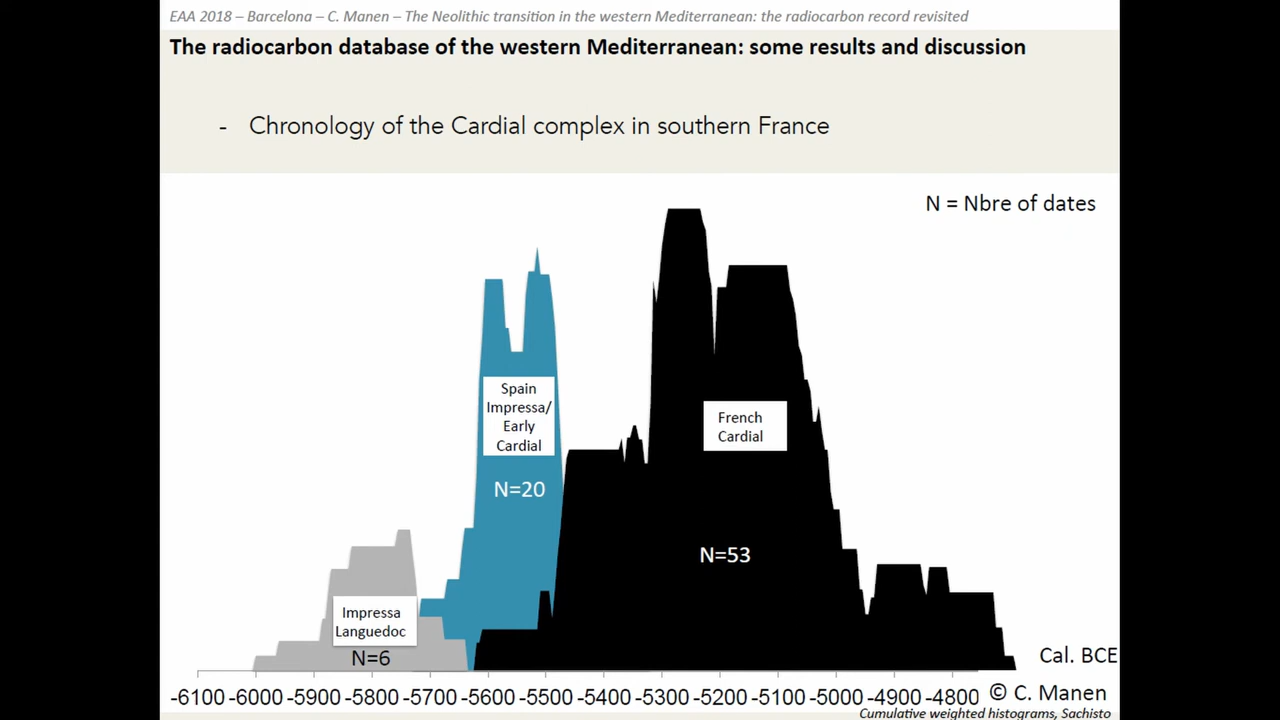 EAA 2018 – Barcelona – C. Manen – The Neolithic transition in the western Mediterranean: the radiocarbon record revisited
The radiocarbon database of the western Mediterranean: some results and discussion
- Chronology of the Cardial complex in southern France
N = Nbre of dates
Spain
Impressa/
Early
Cardial
N=20
French
Cardial
N=53
Impressa
Languedoc
N=6
Cal. BCE
-6100 -6000 -5900 -5800 -5700 -5600 -5500 -5400 -5300 -5200 -5100 -5000 -4900 -4800
© C. Manen
Cumulative weighted histograms, Sachisto